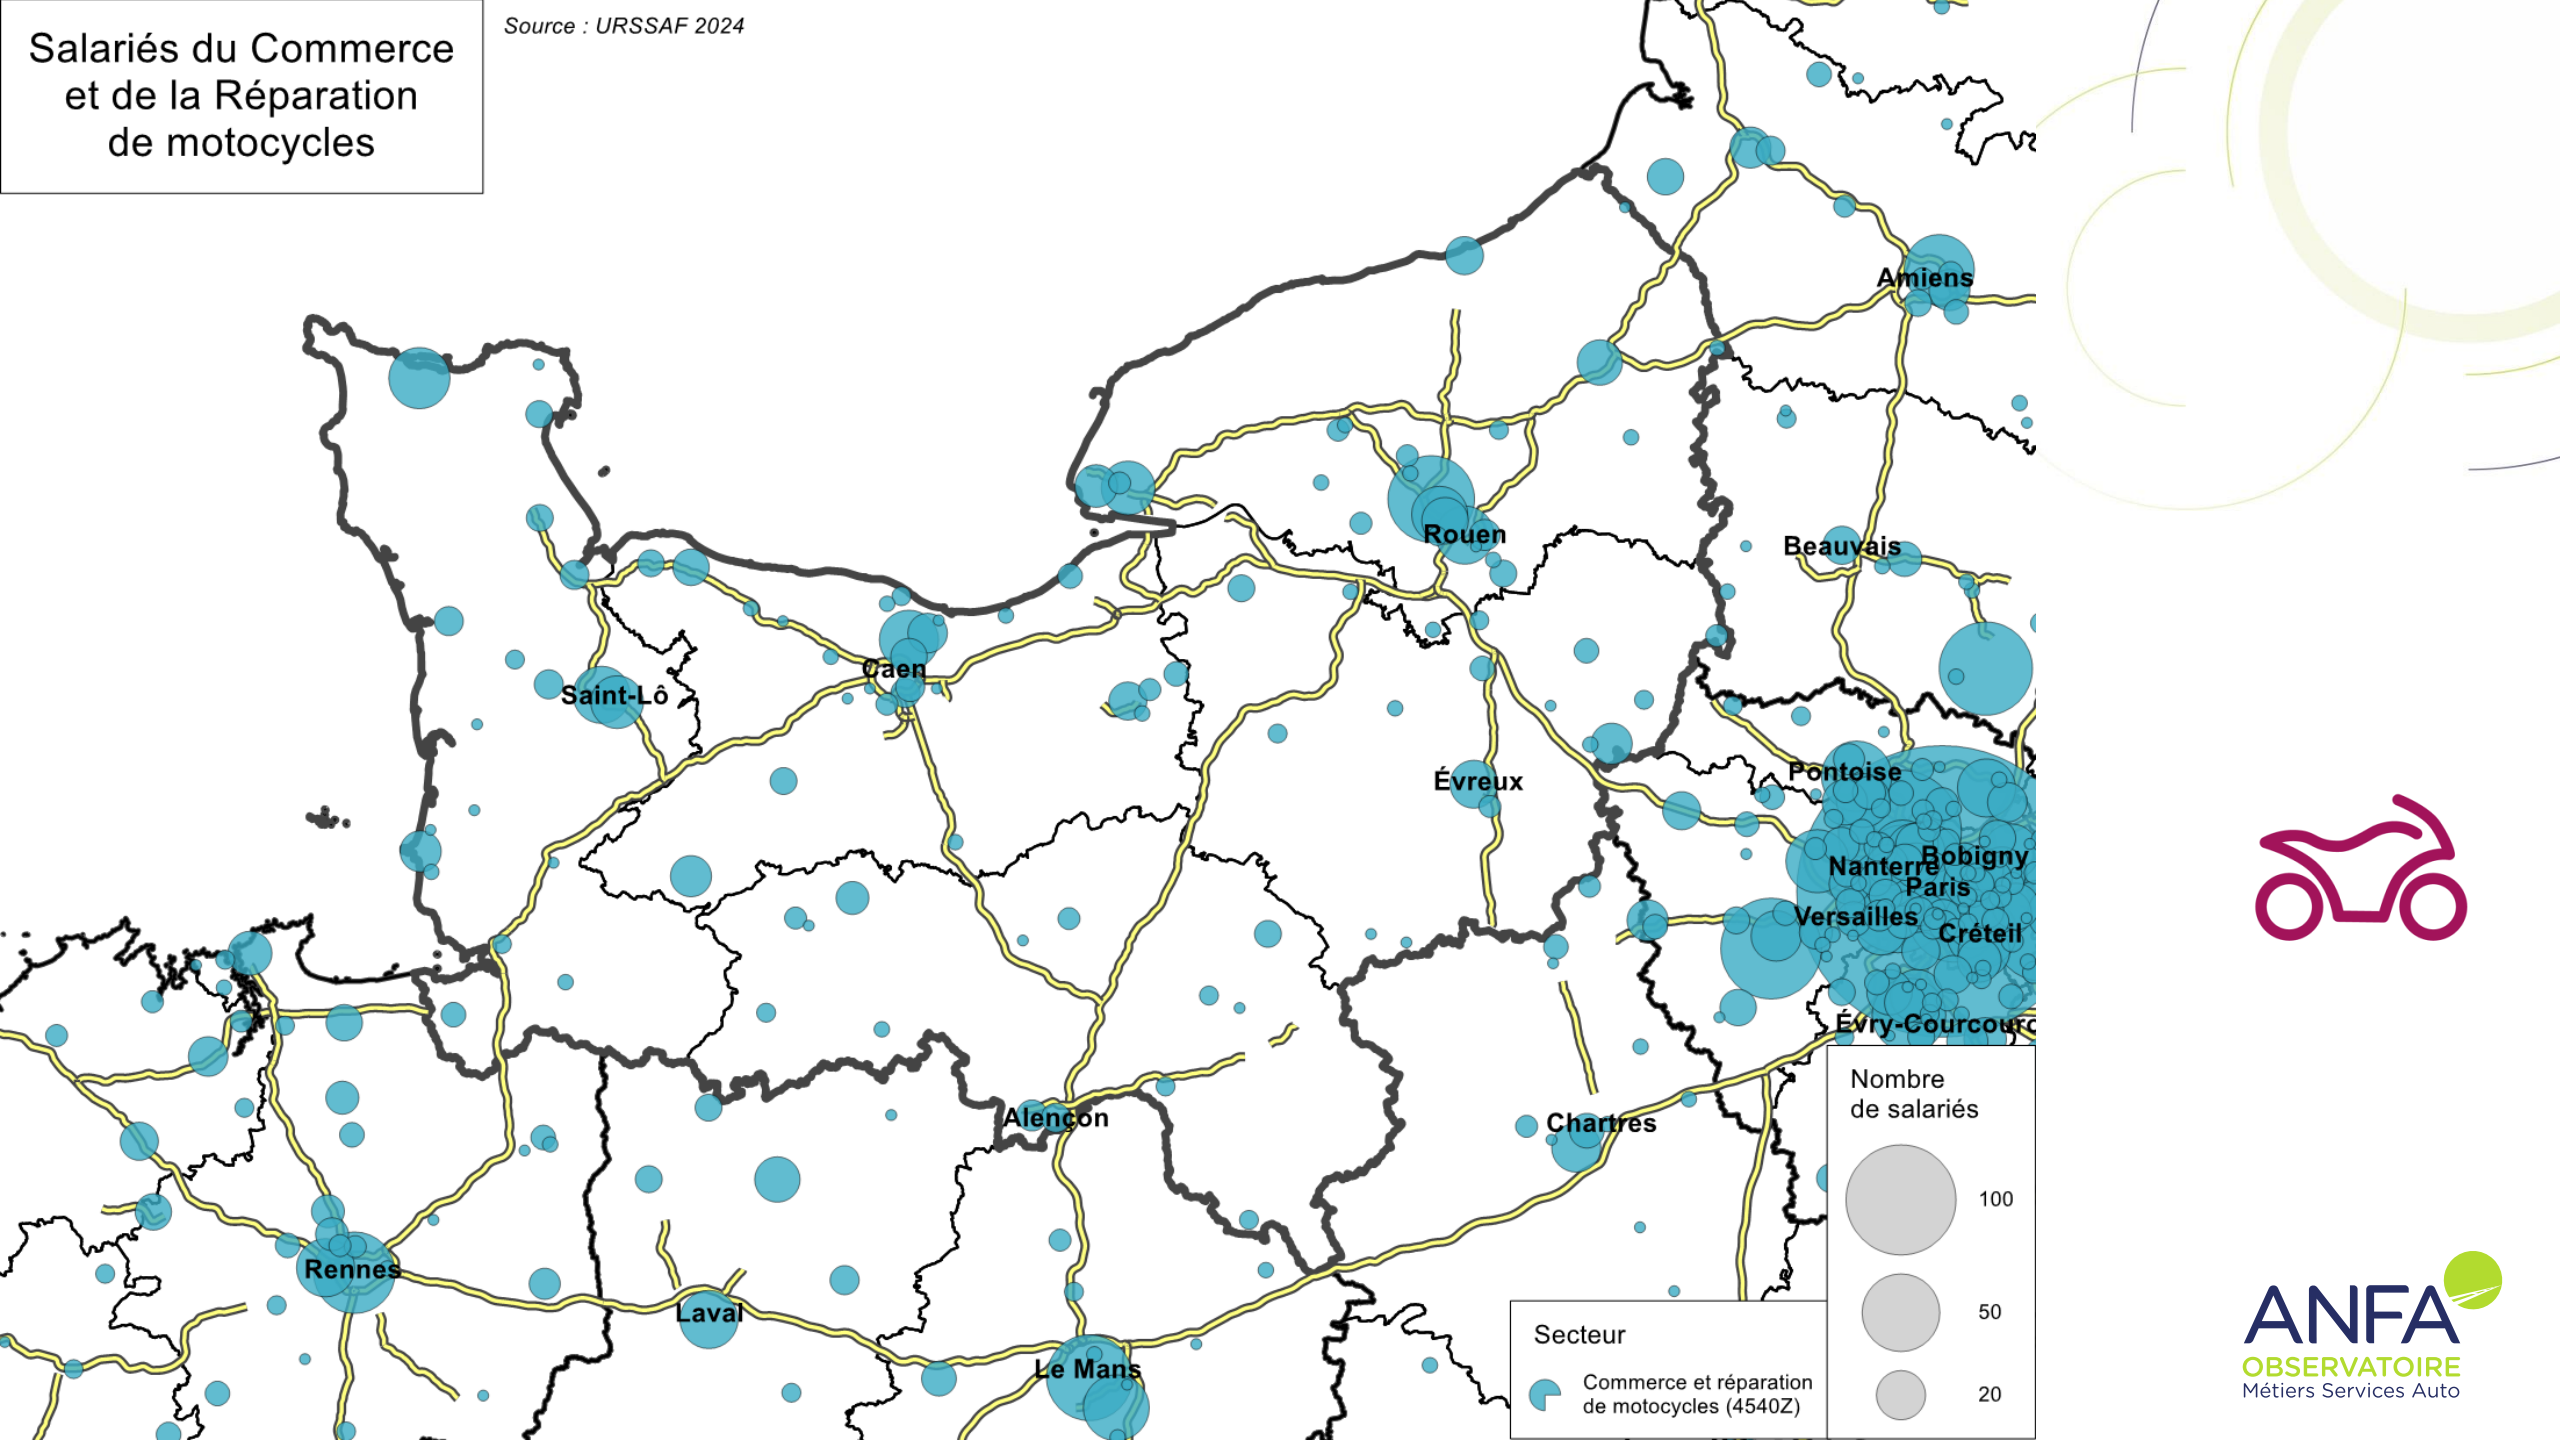 Salariés du Commerce
et de la Réparation
de motocycles
Source : URSSAF 2024
Amiens
Rouen
Beauvais
Caen
Saint-Lô
Évreux
Pontoise
Bobigny
Nanterre
Paris
Versailles
Créteil
Évry-Courcour
Alençon
Chartres
Rennes
Laval
Le Mans
Nombre
de salariés
100
50
20
Secteur
Commerce et réparation
de motocycles (4540Z)
ANFA
OBSERVATOIRE
Métiers Services Auto